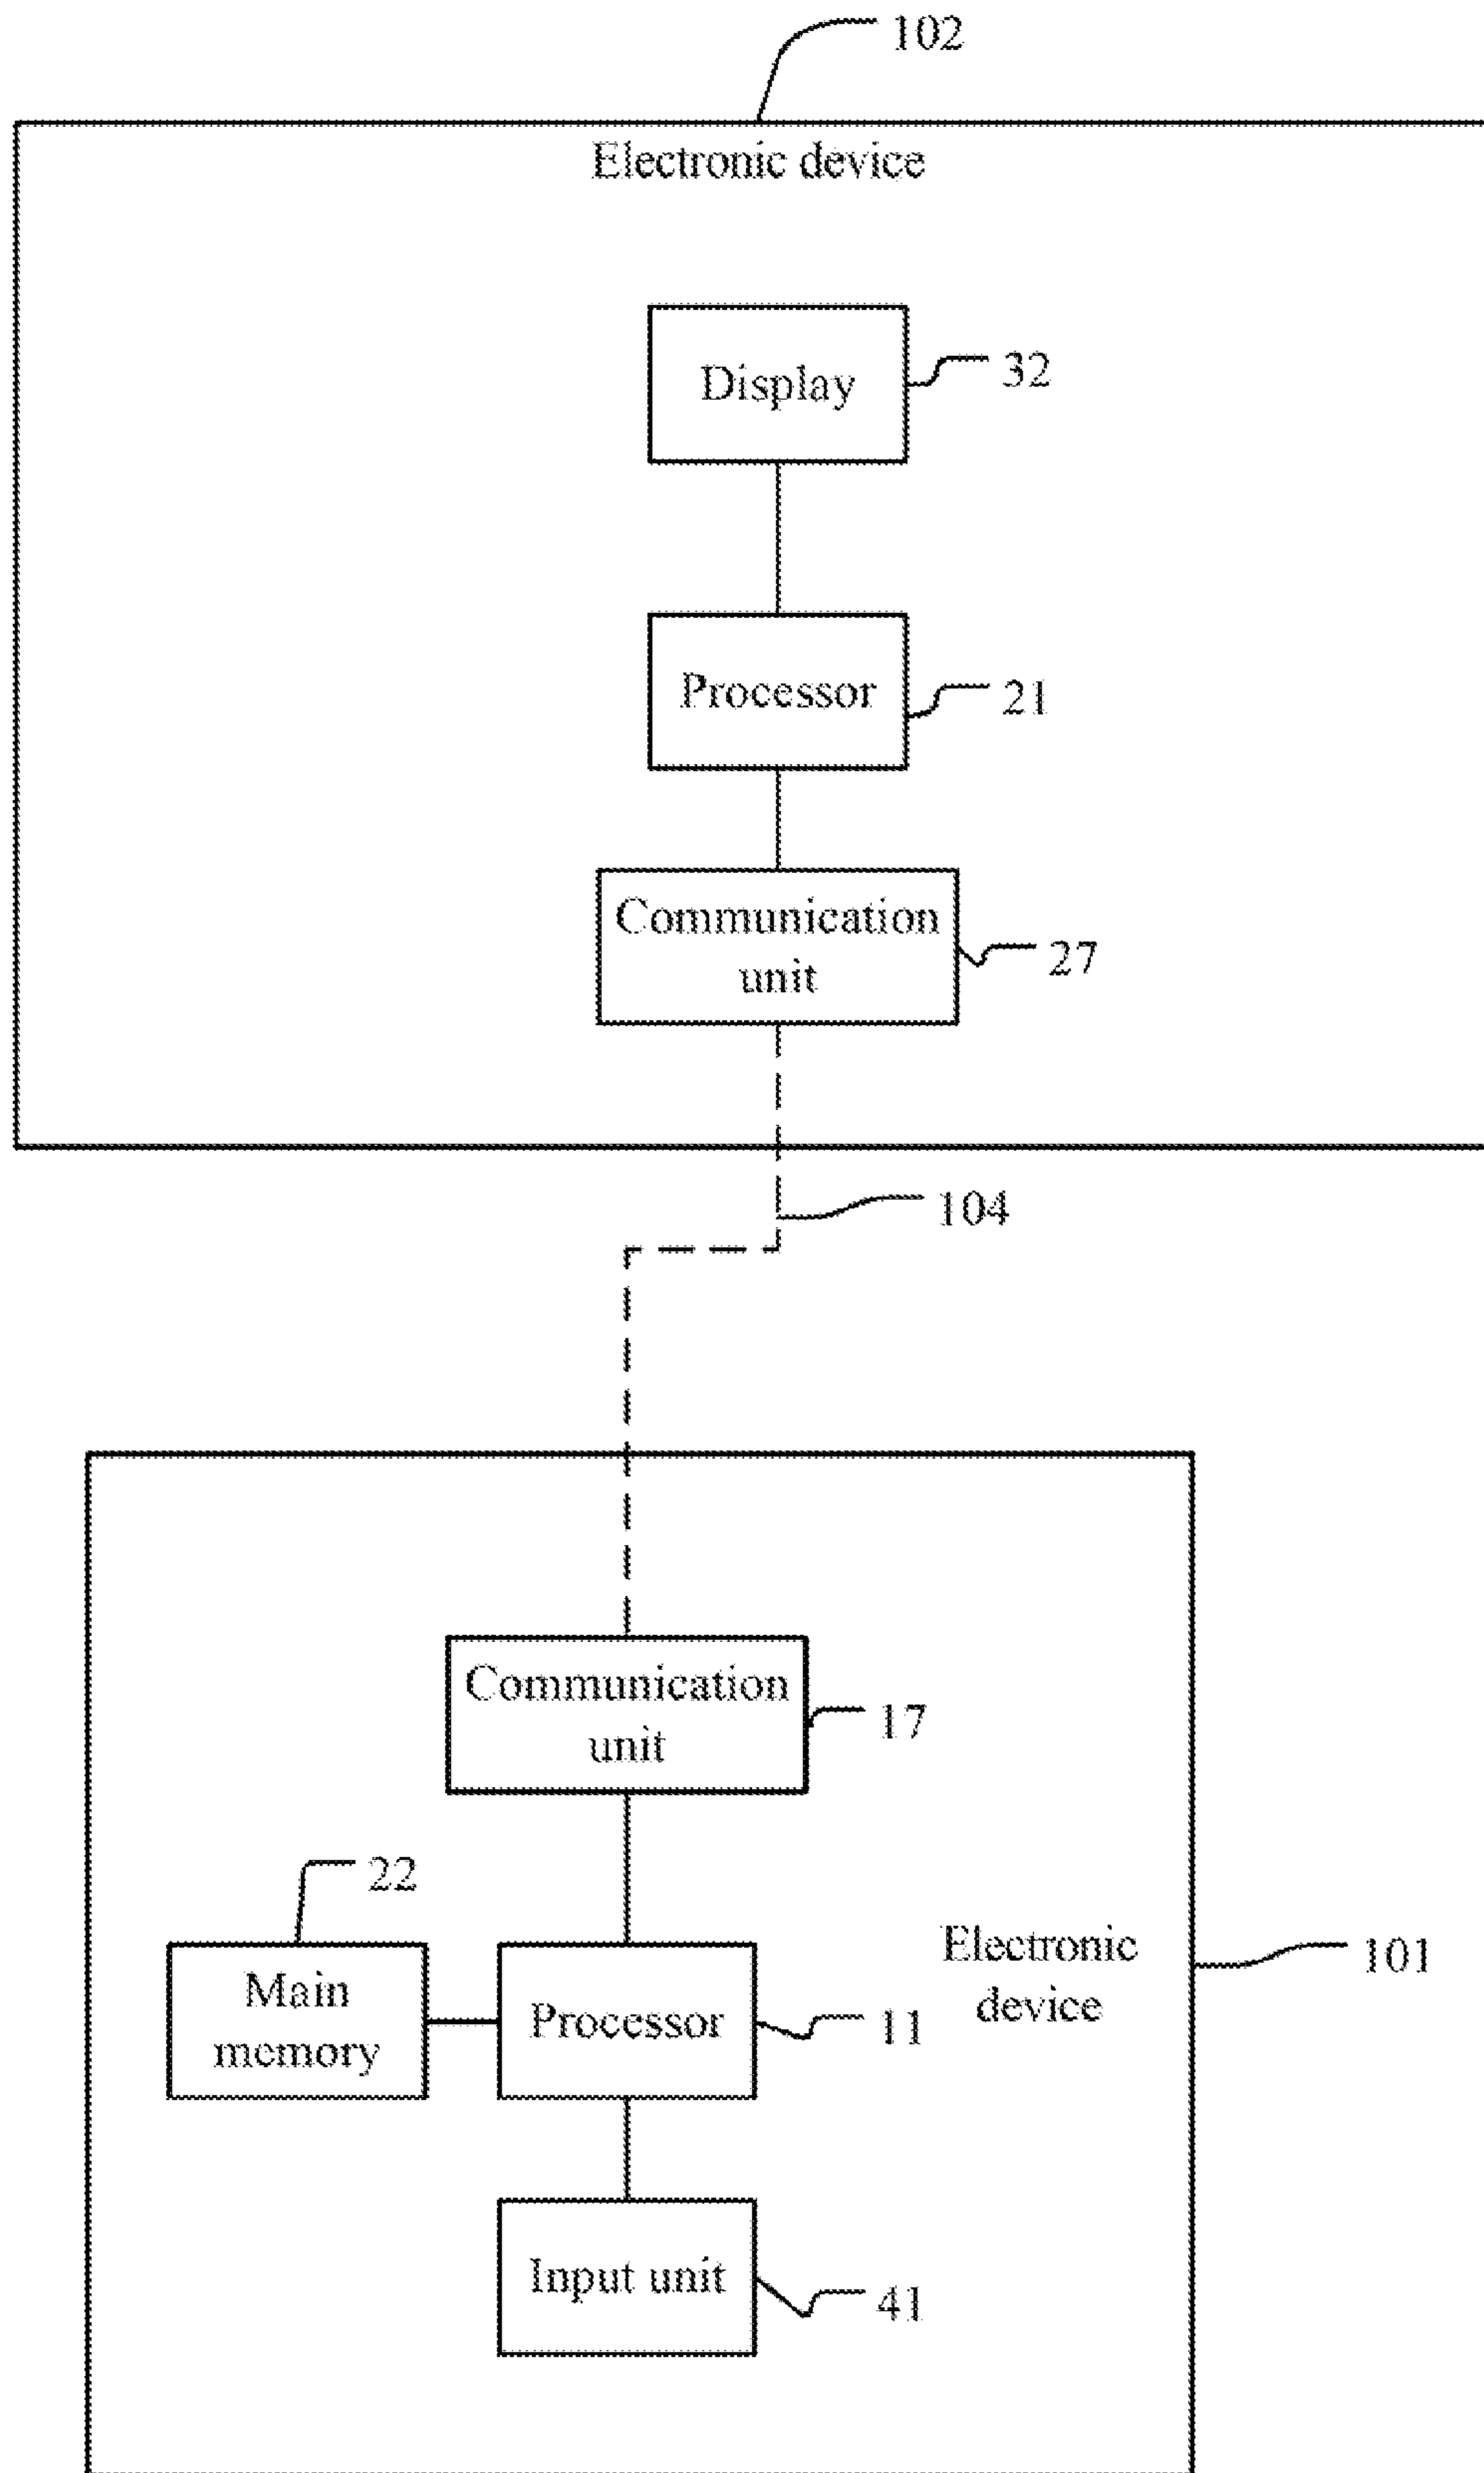 102
Electronic device
Display
32
Processor
21
Communication
unit
27
104
Communication
unit
17
22
Main
memory
Processor
11
Electronic
device
101
Input unit
41